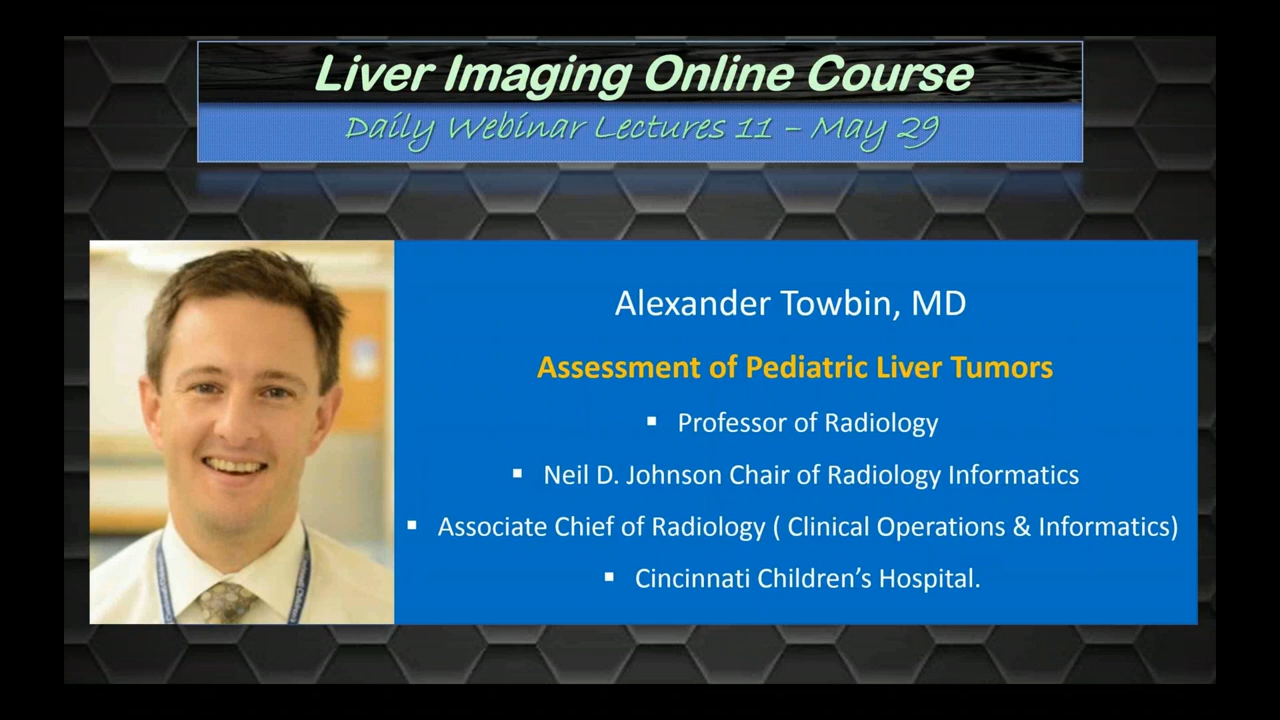 Liver Imaging Online Course
Daily Webinar Lectures 11 – May 29
Alexander Towbin, MD
Assessment of Pediatric Liver Tumors
▪ Professor of Radiology
▪ Neil D. Johnson Chair of Radiology Informatics
▪ Associate Chief of Radiology ( Clinical Operations & Informatics)
▪ Cincinnati Children’s Hospital.